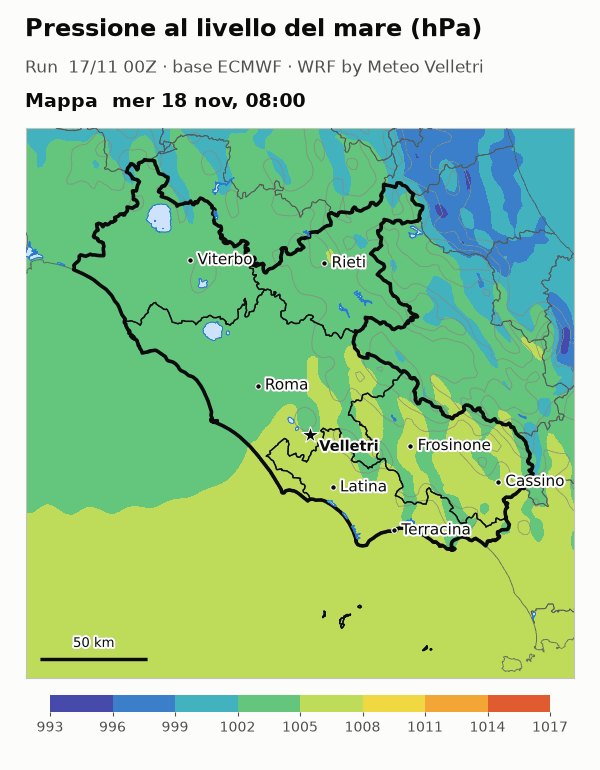 Pressione al livello del mare (hPa)
Run  17/11 00Z · base ECMWF · WRF by Meteo Velletri
Mappa  mer 18 nov, 08:00
Viterbo
Rieti
Roma
Velletri
Frosinone
Latina
Cassino
Terracina
50 km
993 996 999 1002 1005 1008 1011 1014 1017